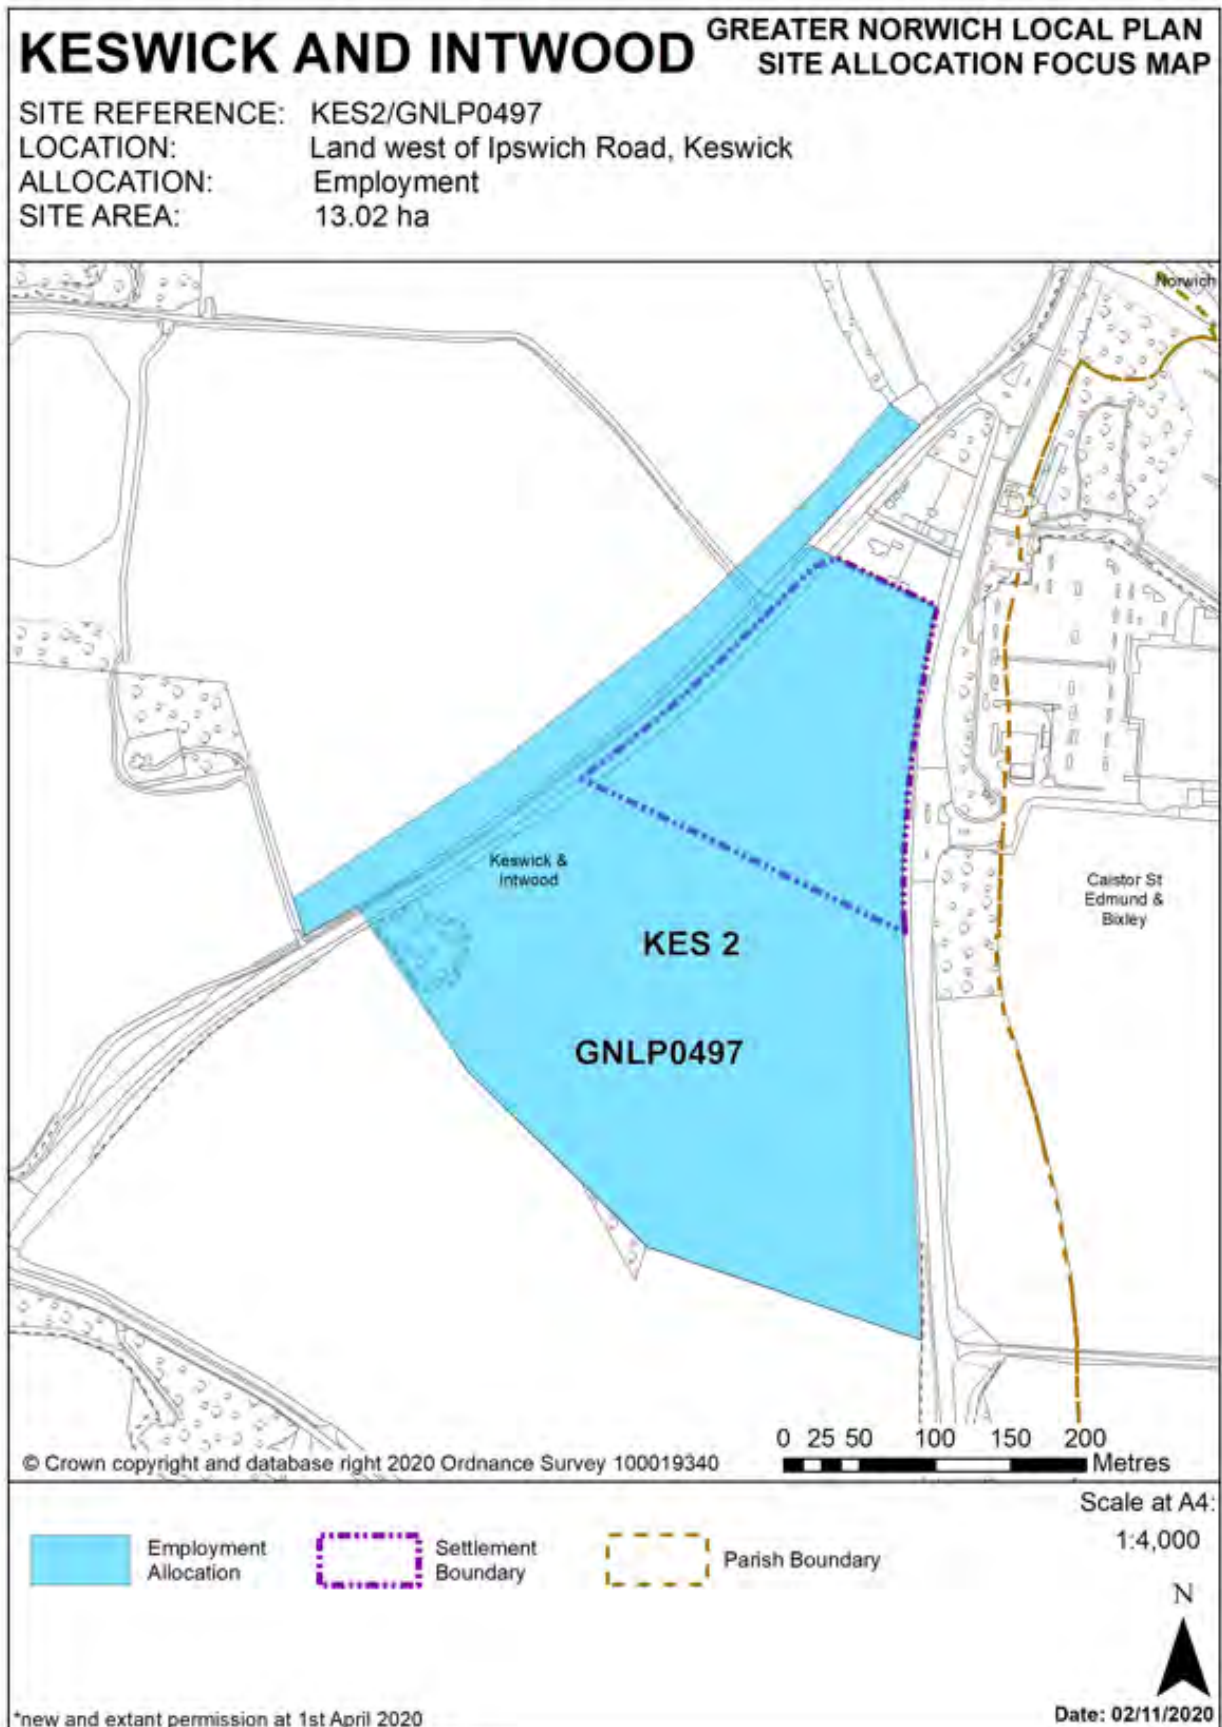 KESWICK AND INTWOOD
GREATER NORWICH LOCAL PLAN
SITE ALLOCATION FOCUS MAP
SITE REFERENCE: KES2/GNLP0497
LOCATION: Land west of Ipswich Road, Keswick
ALLOCATION: Employment
SITE AREA: 13.02 ha
Norwich
Keswick &
Intwood
KES 2
GNLP0497
Caistor St
Edmund &
Bixley
0 25 50 100 150 200
Metres
© Crown copyright and database right 2020 Ordnance Survey 100019340
Employment
Allocation
Settlement
Boundary
Parish Boundary
Scale at A4:
1:4,000
N
*new and extant permission at 1st April 2020
Date: 02/11/2020